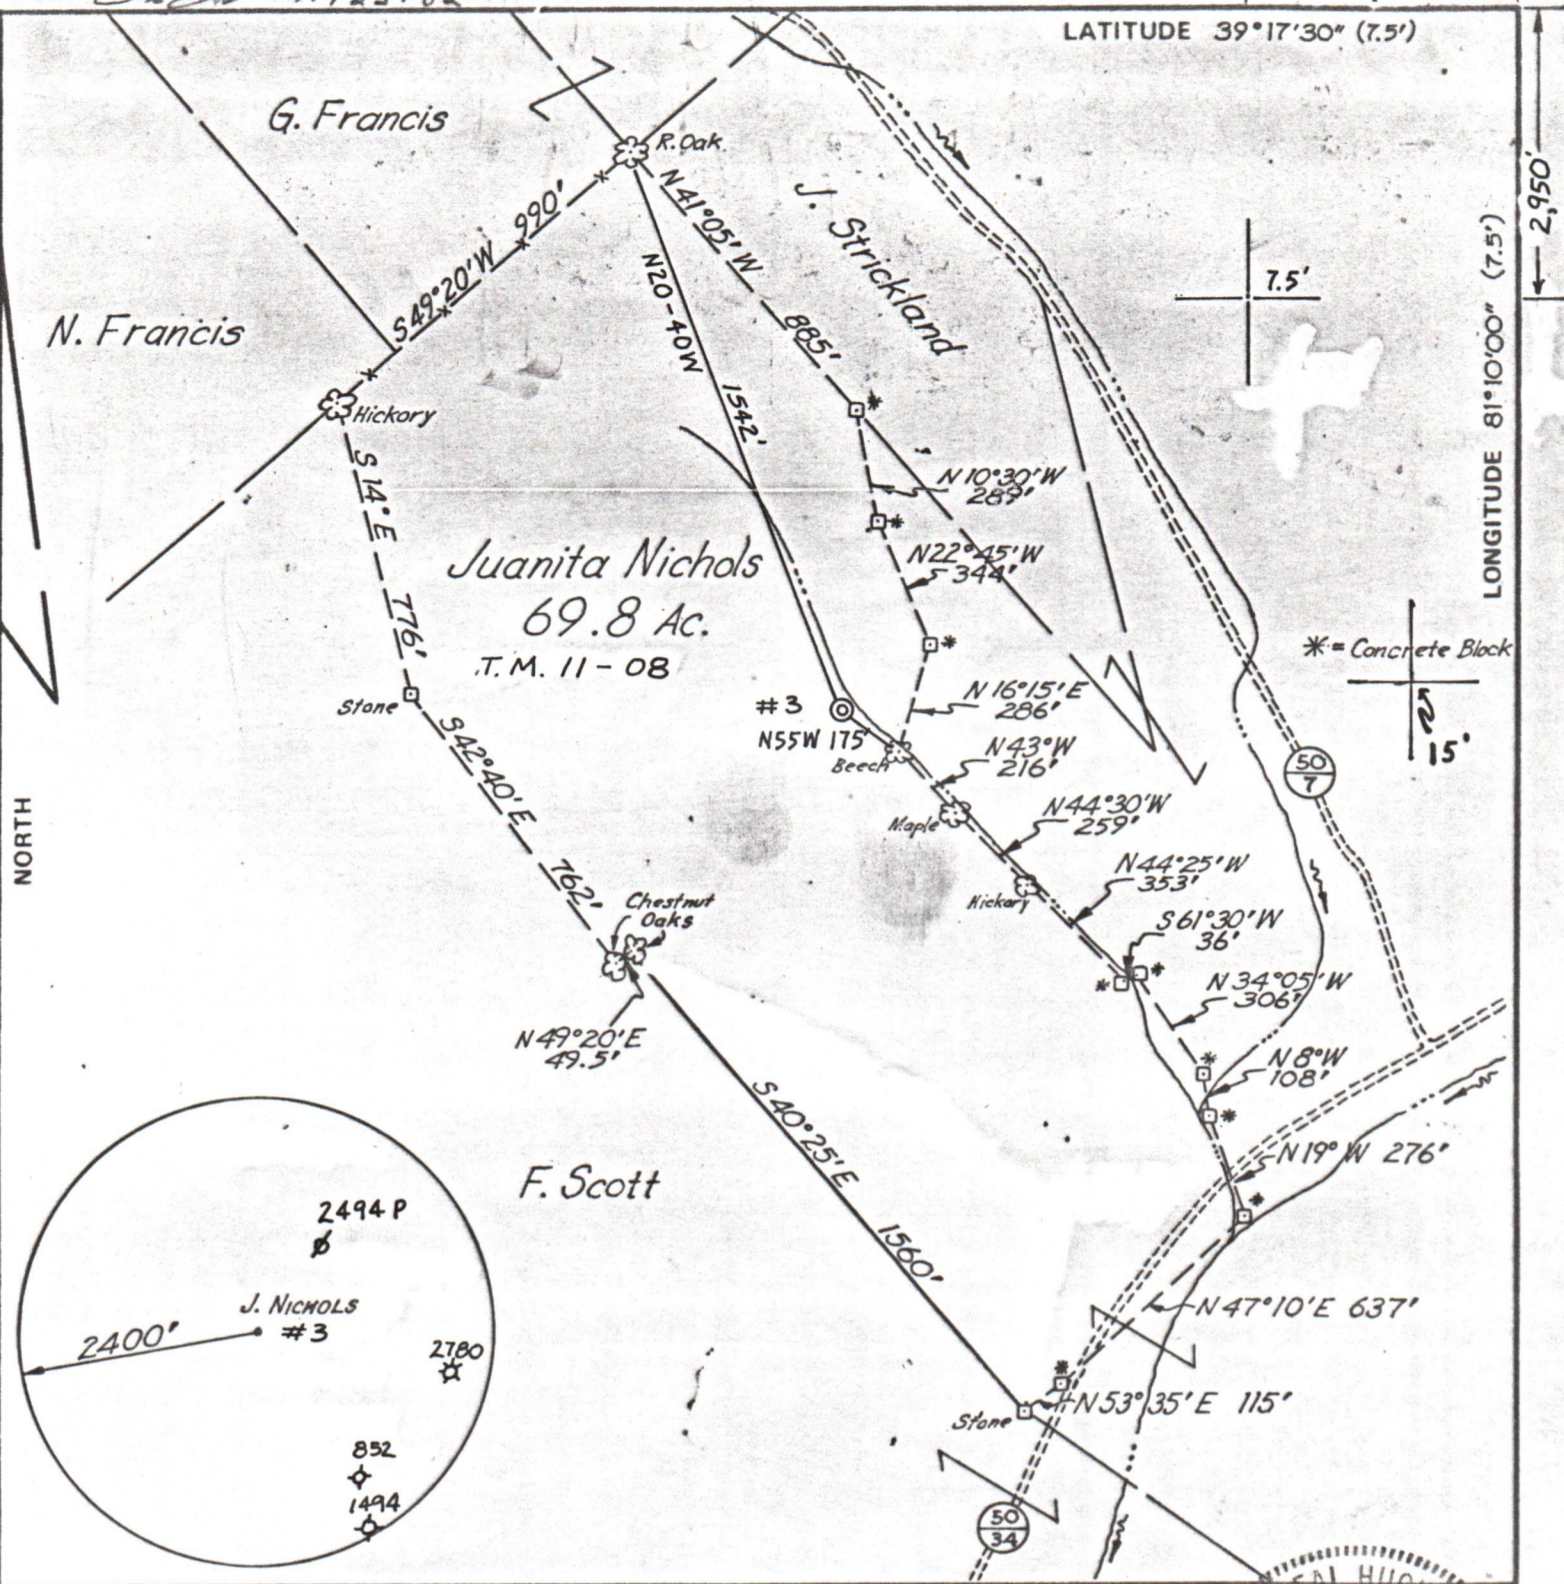 LATITUDE 39°17'30" (7.5')
2,950'
G. Francis
R. Oak
N41°05'W
885'
J. Strickland
S49°20'W 990'
N20-40W
1542'
7.5'
LONGITUDE 81°10'00" (7.5')
N. Francis
Hickory
S14°E
776'
N10°30'W
289'
Juanita Nichols
69.8 Ac.
T.M. 11-08
N22°45'W
344'
* = Concrete Block
15'
Stone
#3
N55W 175'
Beech
N16°15'E
286'
S42°40'E
762'
N43°W
216'
50
7
NORTH
Maple
N44°30'W
259'
Hickory
N44°25'W
353'
Chestnut
Oaks
S61°30'W
36'
N34°05'W
306'
N49°20'E
49.5'
N8°W
108'
S40°25'E
1560'
N19°W 276'
F. Scott
2494 P
J. NICHOLS
#3
2400'
2780
852
1494
N47°10'E 637'
N53°35'E 115'
Stone
50
34